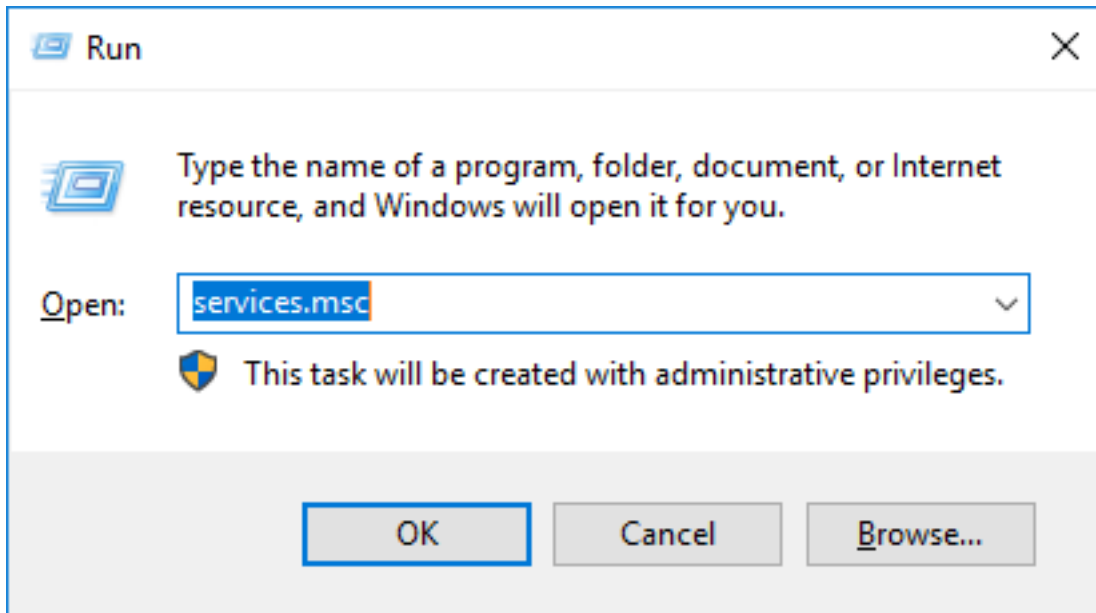 Run
Type the name of a program, folder, document, or Internet
resource, and Windows will open it for you.
Open: services.msc
This task will be created with administrative privileges.
OK Cancel Browse...